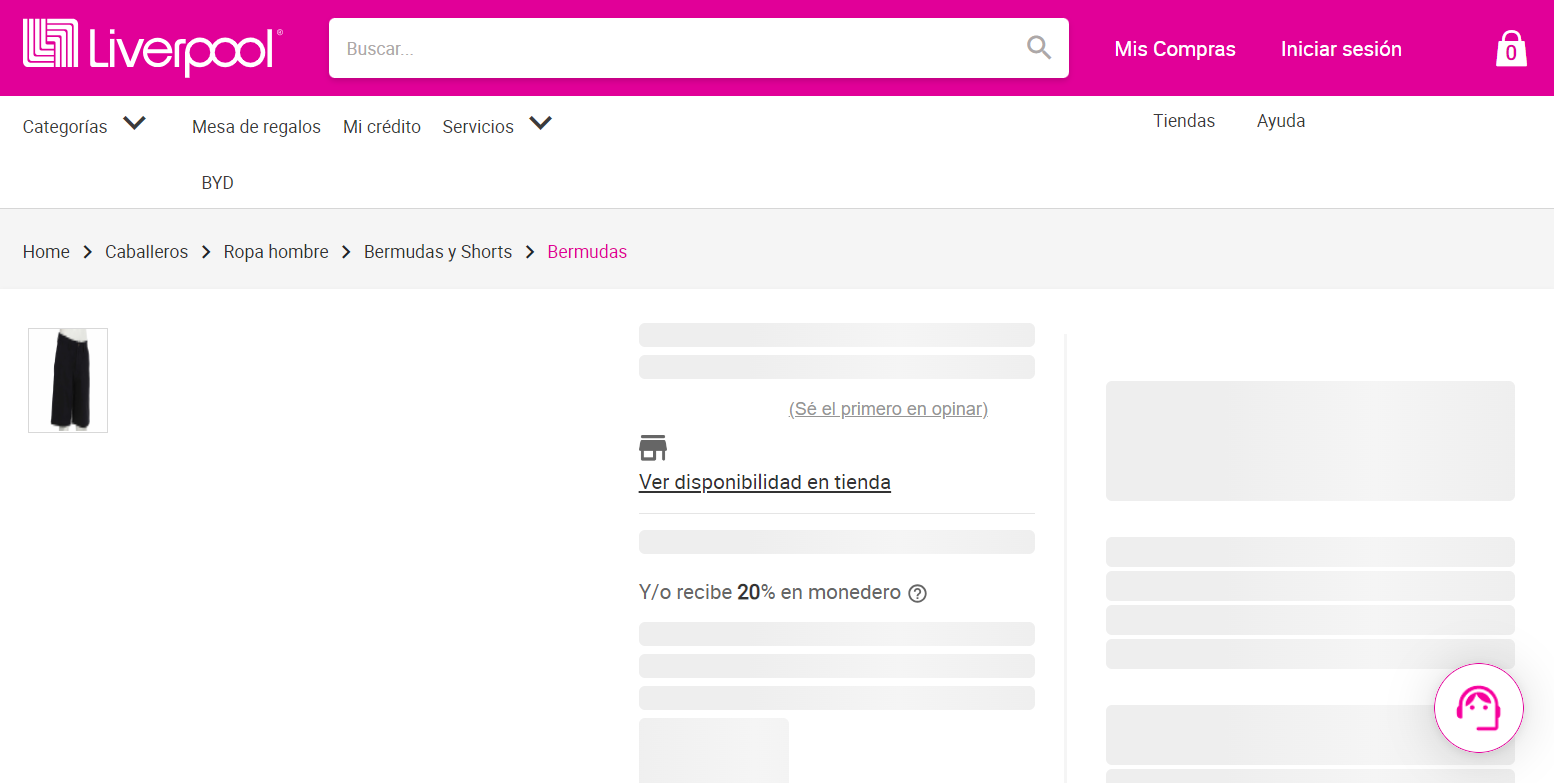 Liverpool®
Buscar...
Mis Compras
Iniciar sesión
0
Categorías
Mesa de regalos
Mi crédito
Servicios
Tiendas
Ayuda
BYD
Home > Caballeros > Ropa hombre > Bermudas y Shorts > Bermudas
(Sé el primero en opinar)
Ver disponibilidad en tienda
Y/o recibe 20% en monedero ?